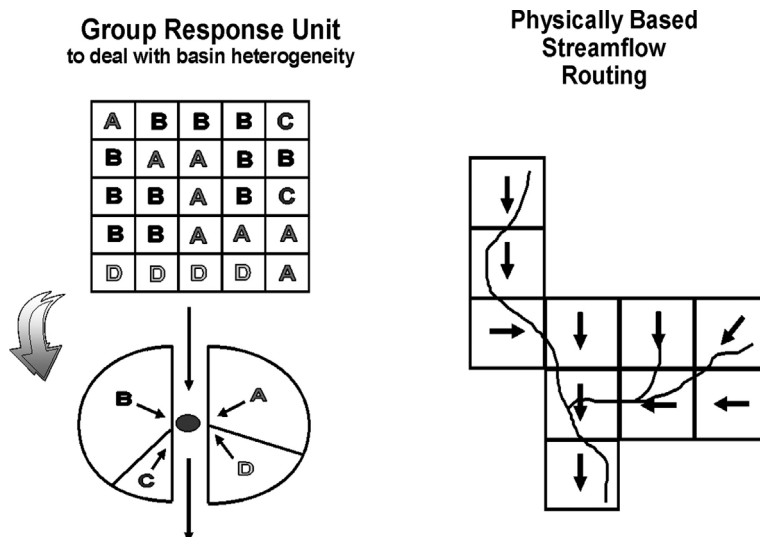 Group Response Unit
to deal with basin heterogeneity
A B B B C
B A A B B
B B A B C
B B A A A
D D D D A
B
A
C
D
Physically Based
Streamflow
Routing